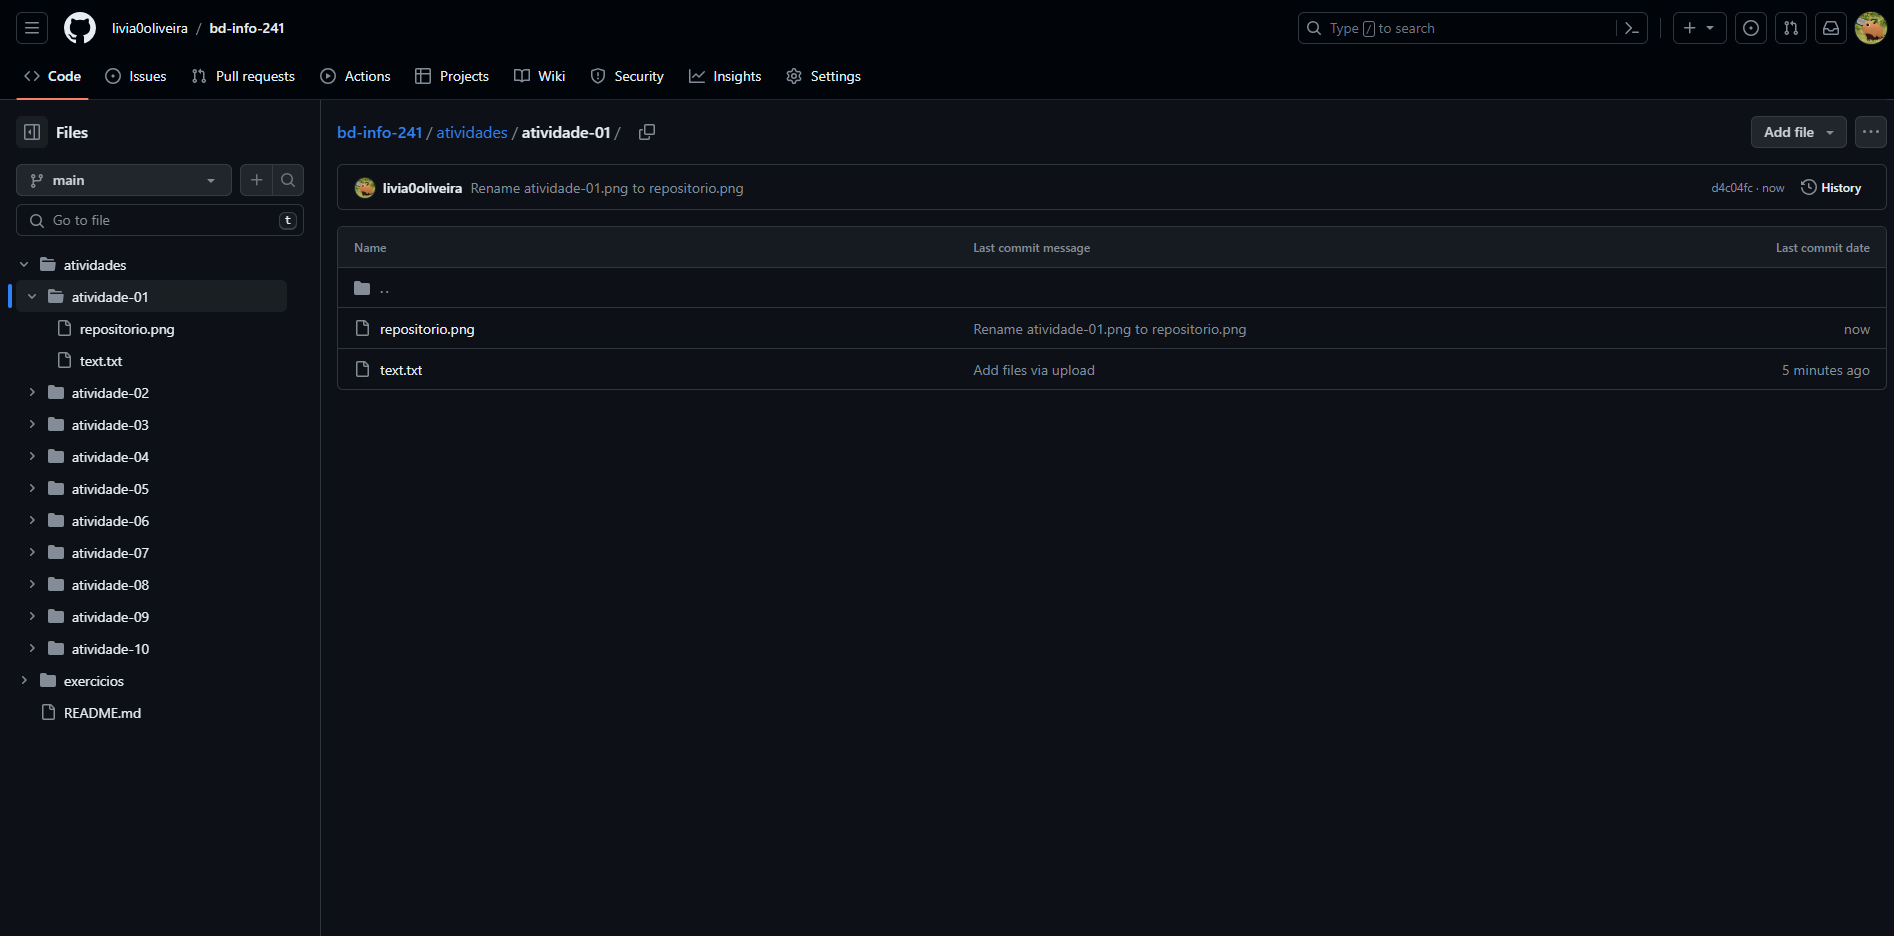 livia0oliveira / bd-info-241
Type / to search
Code Issues Pull requests Actions Projects Wiki Security Insights Settings
Files
main
Go to file t
atividades
atividade-01
repositorio.png
text.txt
atividade-02
atividade-03
atividade-04
atividade-05
atividade-06
atividade-07
atividade-08
atividade-09
atividade-10
exercicios
README.md
bd-info-241 / atividades / atividade-01 /
Add file
livia0oliveira Rename atividade-01.png to repositorio.png
d4c04fc · now History
Name Last commit message Last commit date
..
repositorio.png Rename atividade-01.png to repositorio.png now
text.txt Add files via upload 5 minutes ago